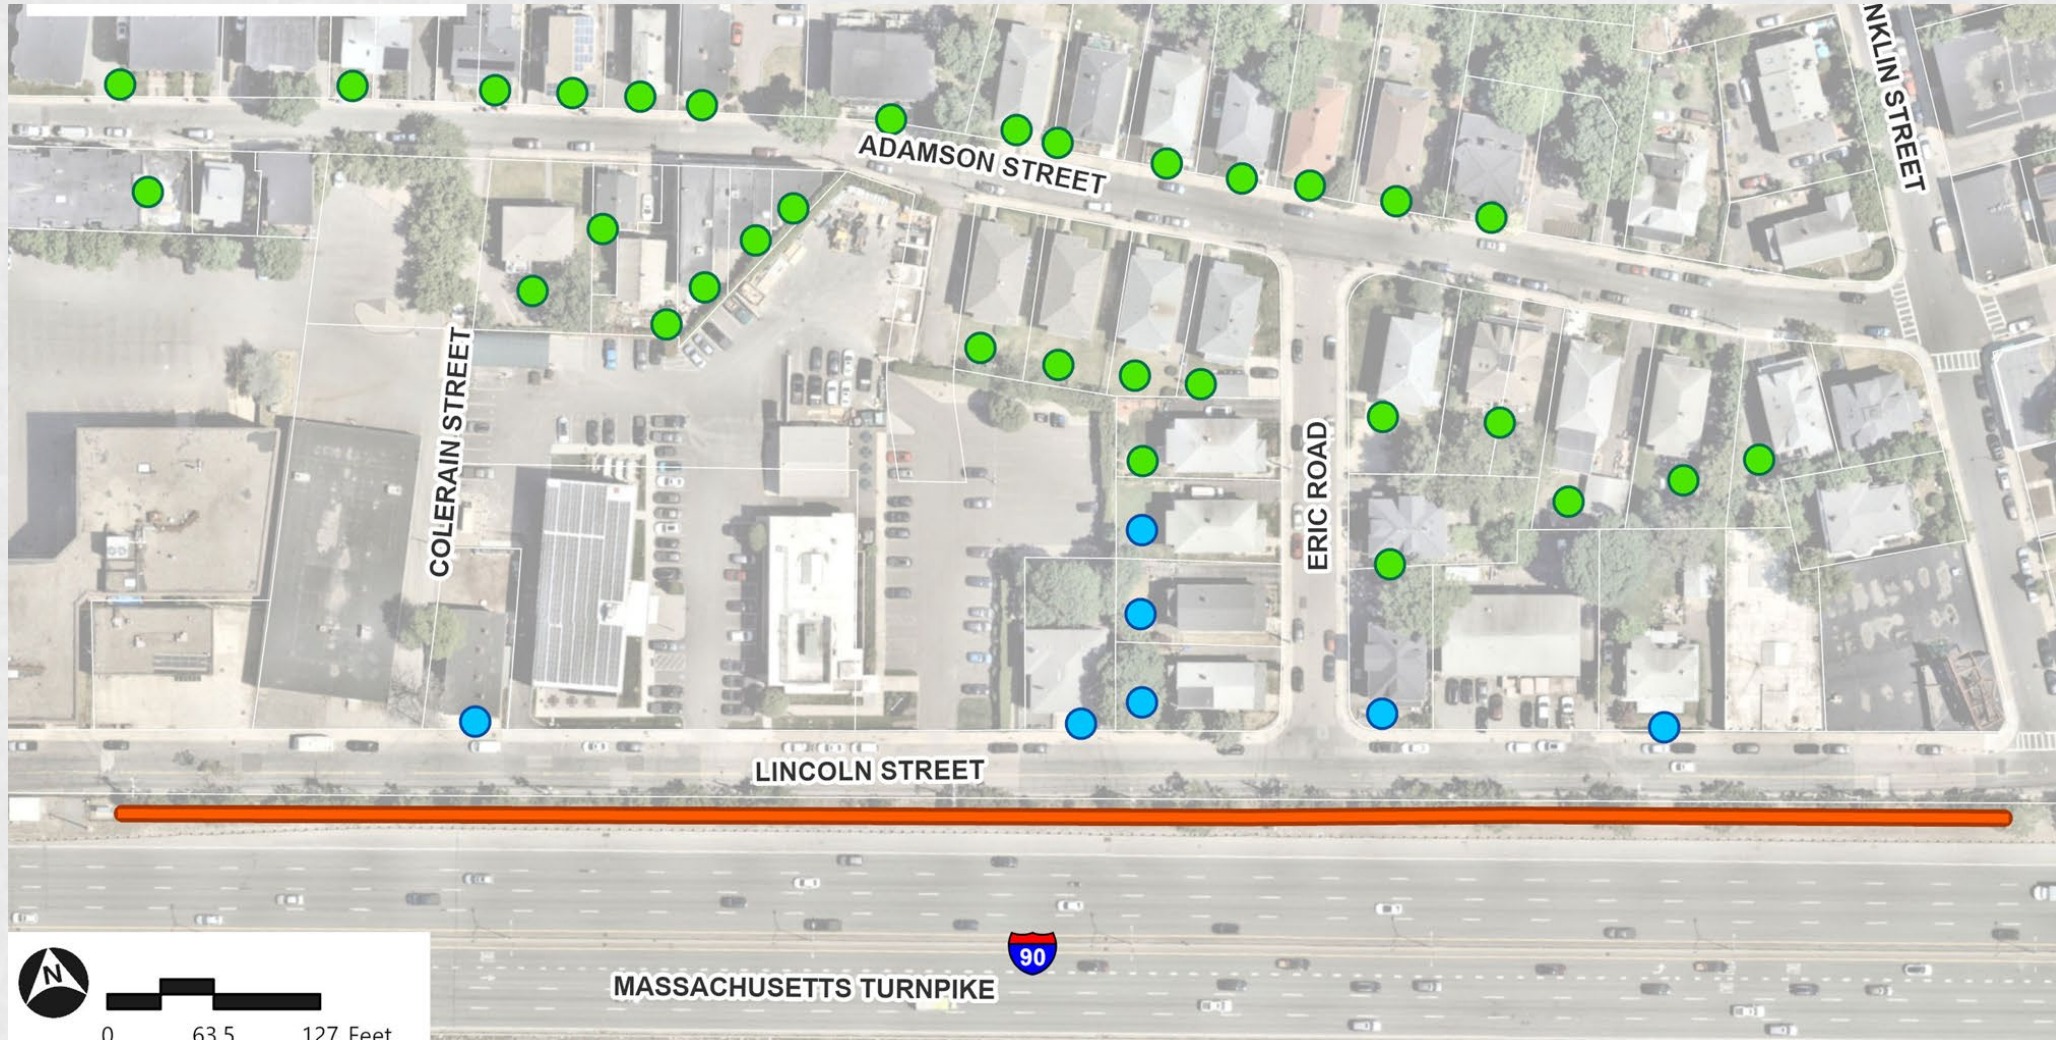 NKLIN STREET
ADAMSON STREET
COLERAIN STREET
ERIC ROAD
LINCOLN STREET
90
MASSACHUSETTS TURNPIKE
N
0 63.5 127 Feet